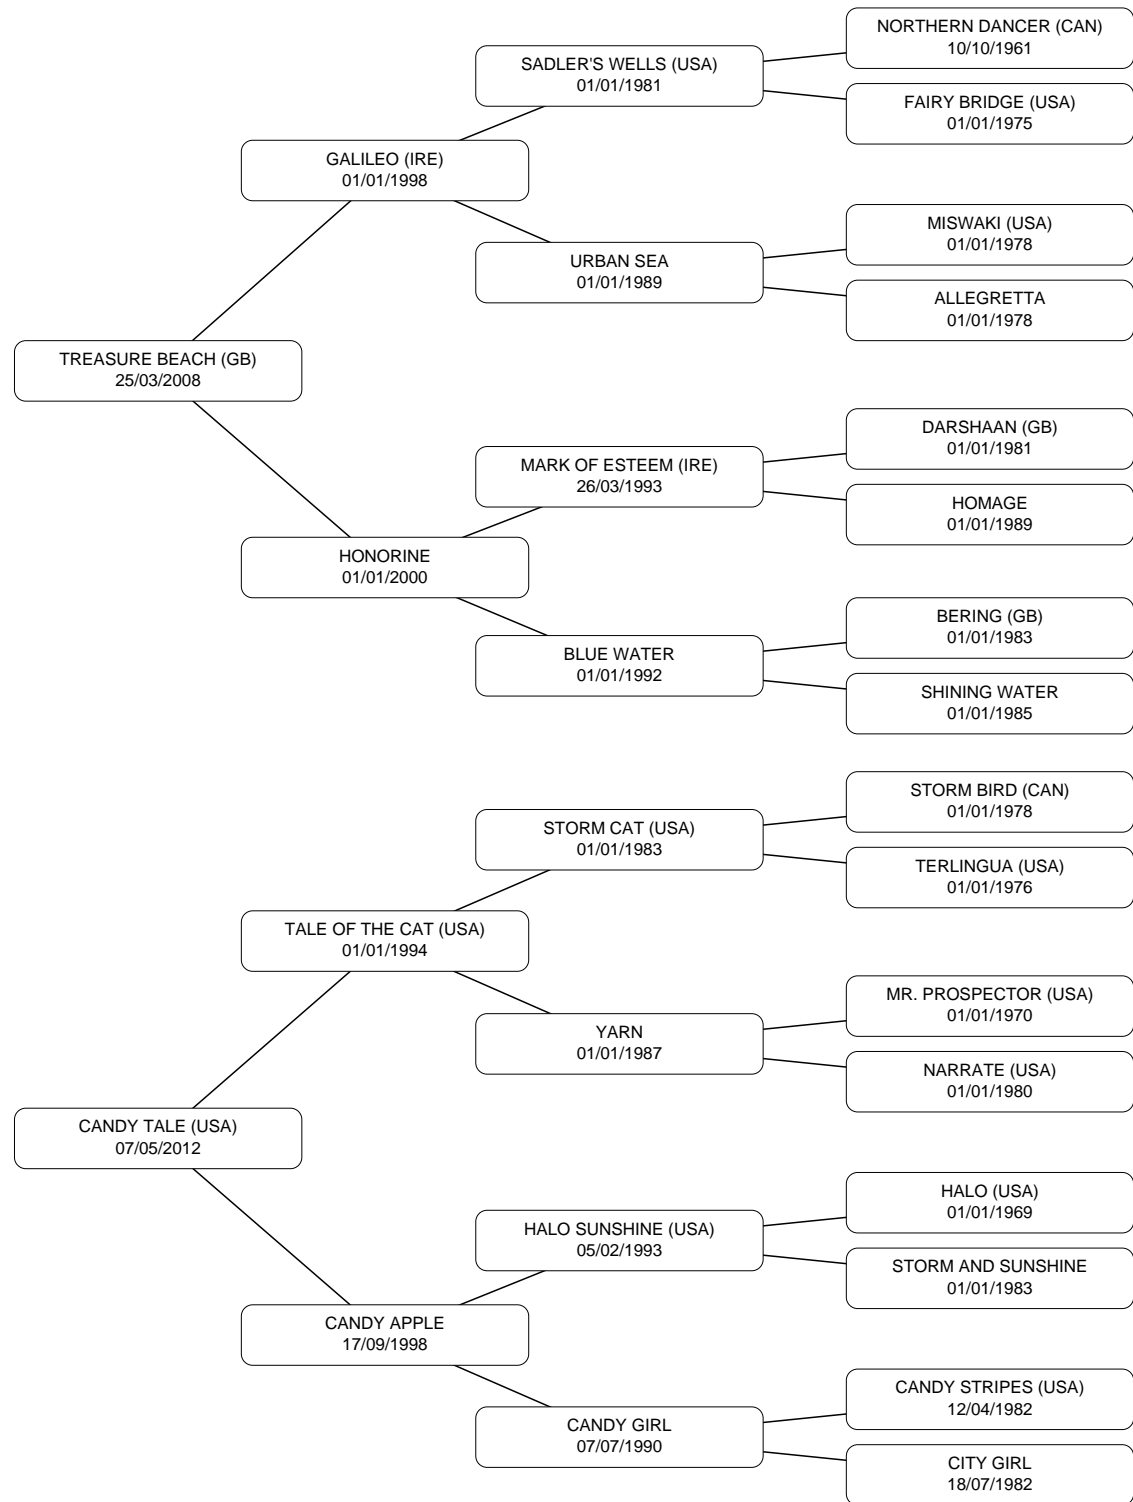 NORTHERN DANCER (CAN)
10/10/1961
SADLER'S WELLS (USA)
01/01/1981
FAIRY BRIDGE (USA)
01/01/1975
GALILEO (IRE)
01/01/1998
MISWAKI (USA)
01/01/1978
URBAN SEA
01/01/1989
ALLEGRETTA
01/01/1978
TREASURE BEACH (GB)
25/03/2008
DARSHAAN (GB)
01/01/1981
MARK OF ESTEEM (IRE)
26/03/1993
HOMAGE
01/01/1989
HONORINE
01/01/2000
BERING (GB)
01/01/1983
BLUE WATER
01/01/1992
SHINING WATER
01/01/1985
STORM BIRD (CAN)
01/01/1978
STORM CAT (USA)
01/01/1983
TERLINGUA (USA)
01/01/1976
TALE OF THE CAT (USA)
01/01/1994
MR. PROSPECTOR (USA)
01/01/1970
YARN
01/01/1987
NARRATE (USA)
01/01/1980
CANDY TALE (USA)
07/05/2012
HALO (USA)
01/01/1969
HALO SUNSHINE (USA)
05/02/1993
STORM AND SUNSHINE
01/01/1983
CANDY APPLE
17/09/1998
CANDY STRIPES (USA)
12/04/1982
CANDY GIRL
07/07/1990
CITY GIRL
18/07/1982